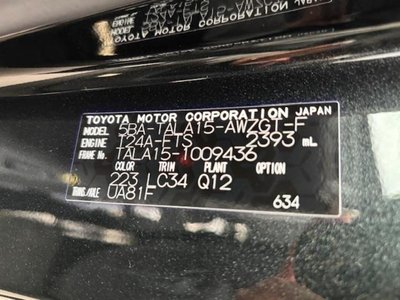 TOYOTA MOTOR CORPORATION JAPAN
MODEL 5BA-TALA15-AWZGT-F
ENGINE T24A-FTS 2393 mL
FRAME No. TALA15-1009436
COLOR TRIM PLANT OPTION
223 LC34 Q12
TRANS./AXLE UA81F
634